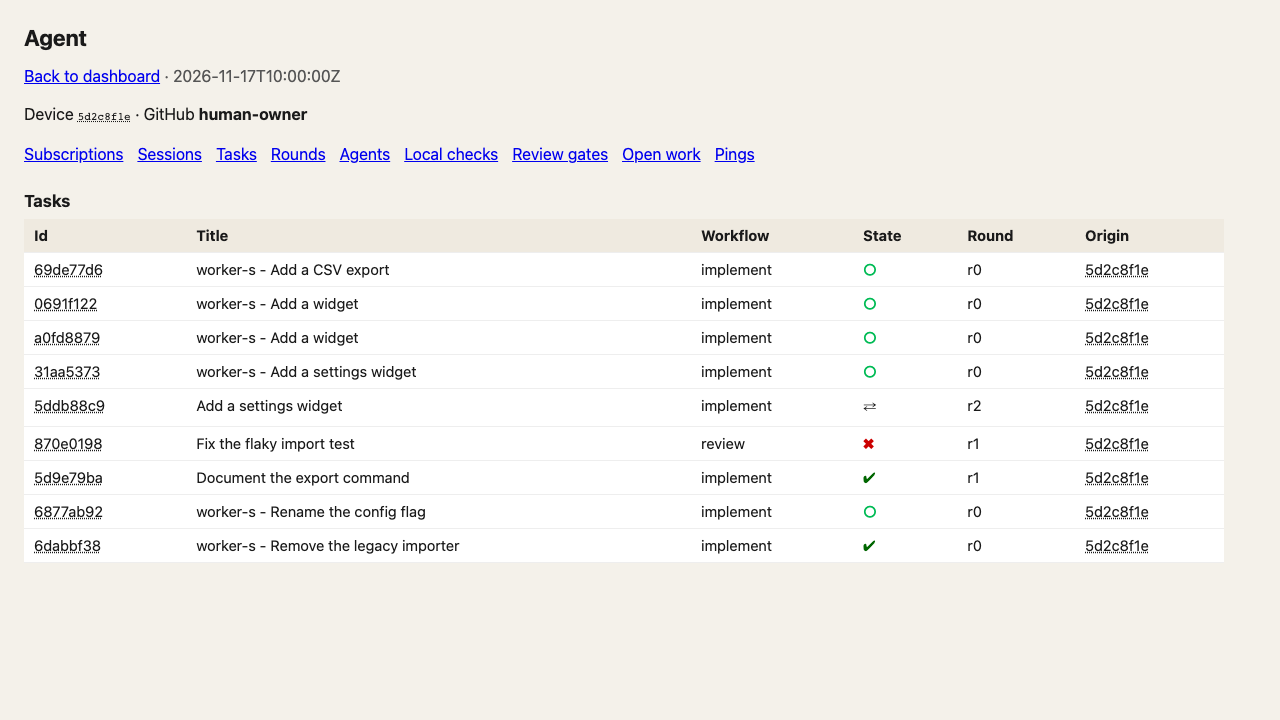 Agent
Back to dashboard · 2026-11-17T10:00:00Z
Device 5d2c8f1e · GitHub human-owner
Subscriptions Sessions Tasks Rounds Agents Local checks Review gates Open work Pings
Tasks
Id Title Workflow State Round Origin
69de77d6 worker-s - Add a CSV export implement ○ r0 5d2c8f1e
0691f122 worker-s - Add a widget implement ○ r0 5d2c8f1e
a0fd8879 worker-s - Add a widget implement ○ r0 5d2c8f1e
31aa5373 worker-s - Add a settings widget implement ○ r0 5d2c8f1e
5ddb88c9 Add a settings widget implement ⇄ r2 5d2c8f1e
870e0198 Fix the flaky import test review ✖ r1 5d2c8f1e
5d9e79ba Document the export command implement ✔ r1 5d2c8f1e
6877ab92 worker-s - Rename the config flag implement ○ r0 5d2c8f1e
6dabbf38 worker-s - Remove the legacy importer implement ✔ r0 5d2c8f1e